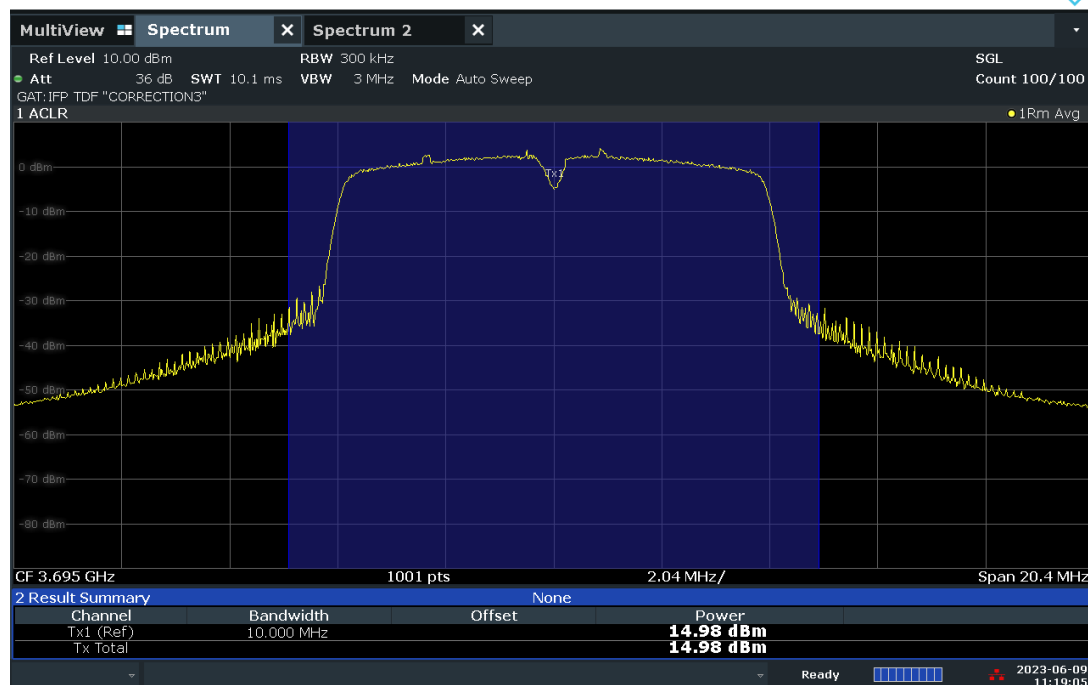 MultiView Spectrum X Spectrum 2 X
Ref Level 10.00 dBm RBW 300 kHz SGL
Att 36 dB SWT 10.1 ms VBW 3 MHz Mode Auto Sweep Count 100/100
GAT:IFP TDF "CORRECTION3"
1 ACLR 1Rm Avg
0 dBm
Tx1
-10 dBm
-20 dBm
-30 dBm
-40 dBm
-50 dBm
-60 dBm
-70 dBm
-80 dBm
CF 3.695 GHz 1001 pts 2.04 MHz/ Span 20.4 MHz
2 Result Summary None
Channel Bandwidth Offset Power
Tx1 (Ref) 10.000 MHz 14.98 dBm
Tx Total 14.98 dBm
Ready 2023-06-09
11:19:05